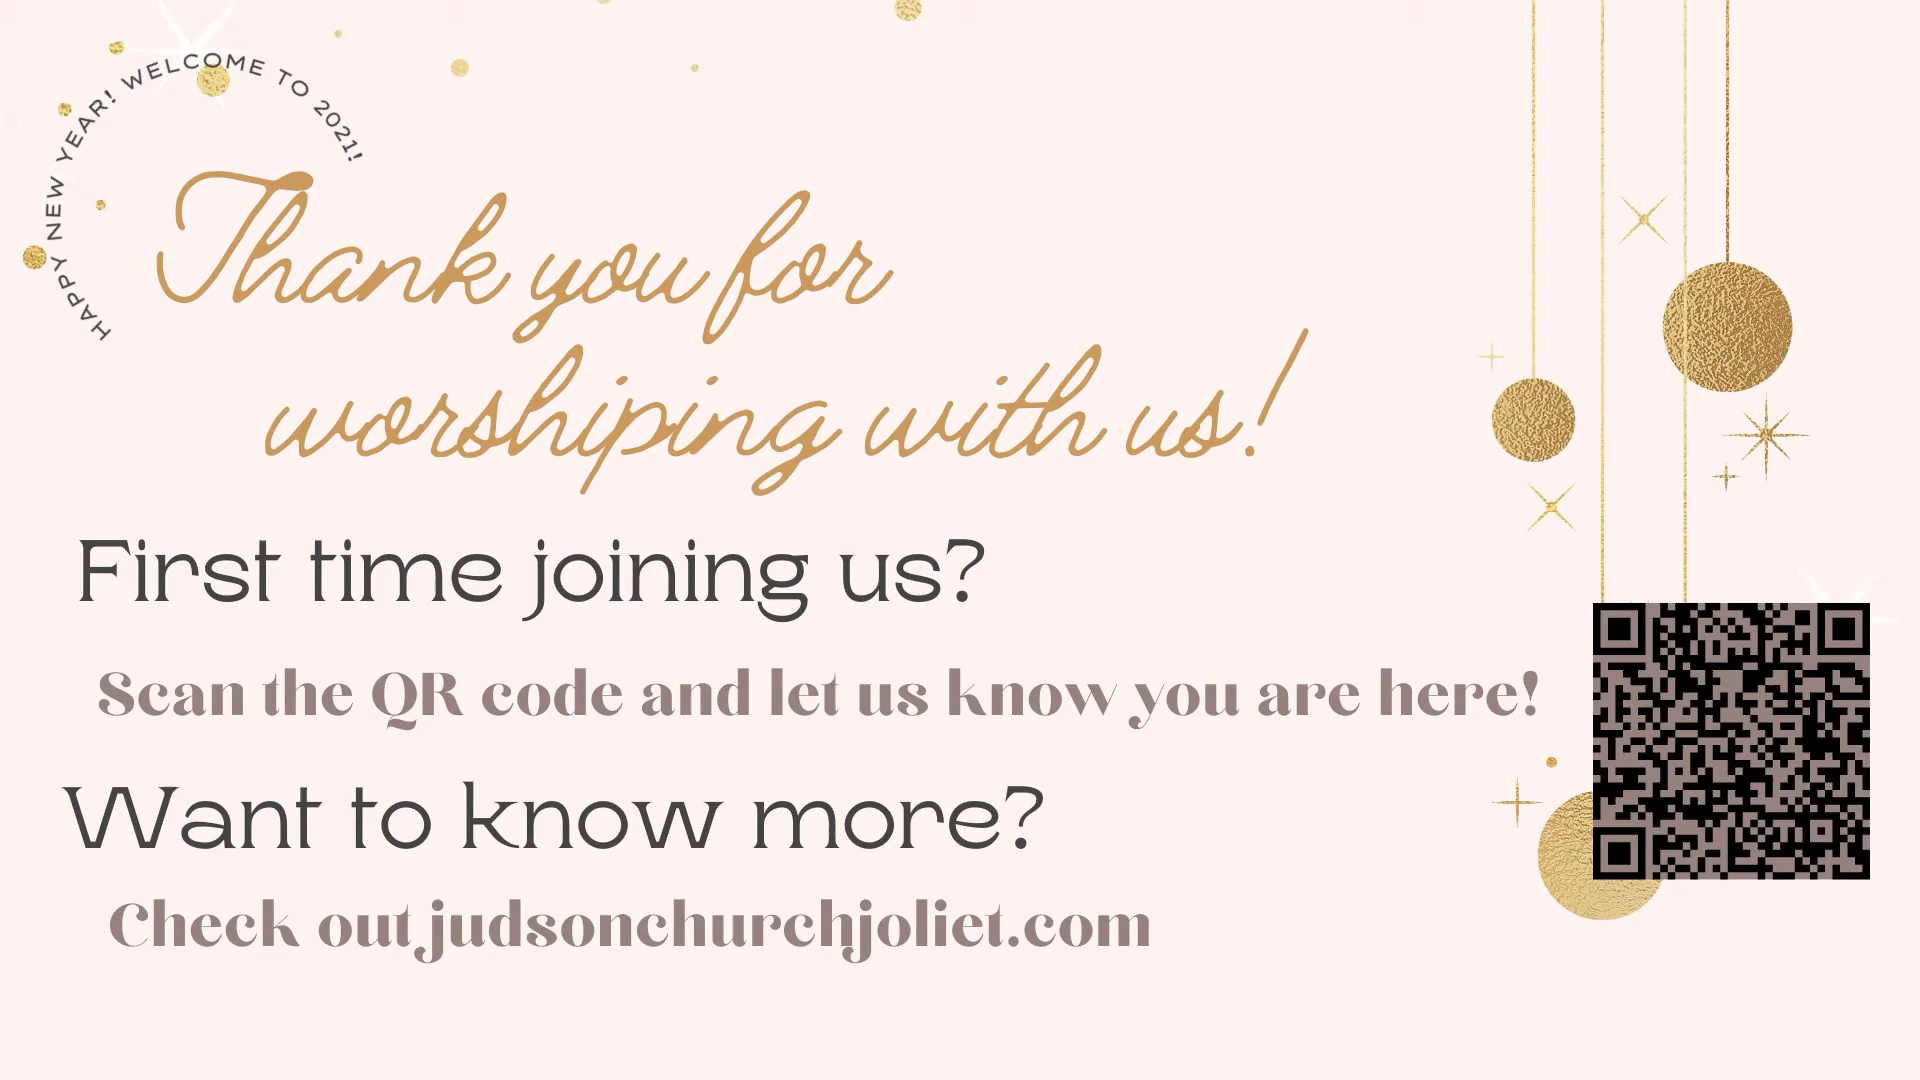 HAPPY NEW YEAR! WELCOME TO 2021!
Thank you for
worshiping with us!
First time joining us?
Scan the QR code and let us know you are here!
Want to know more?
Check out judsonchurchjoliet.com